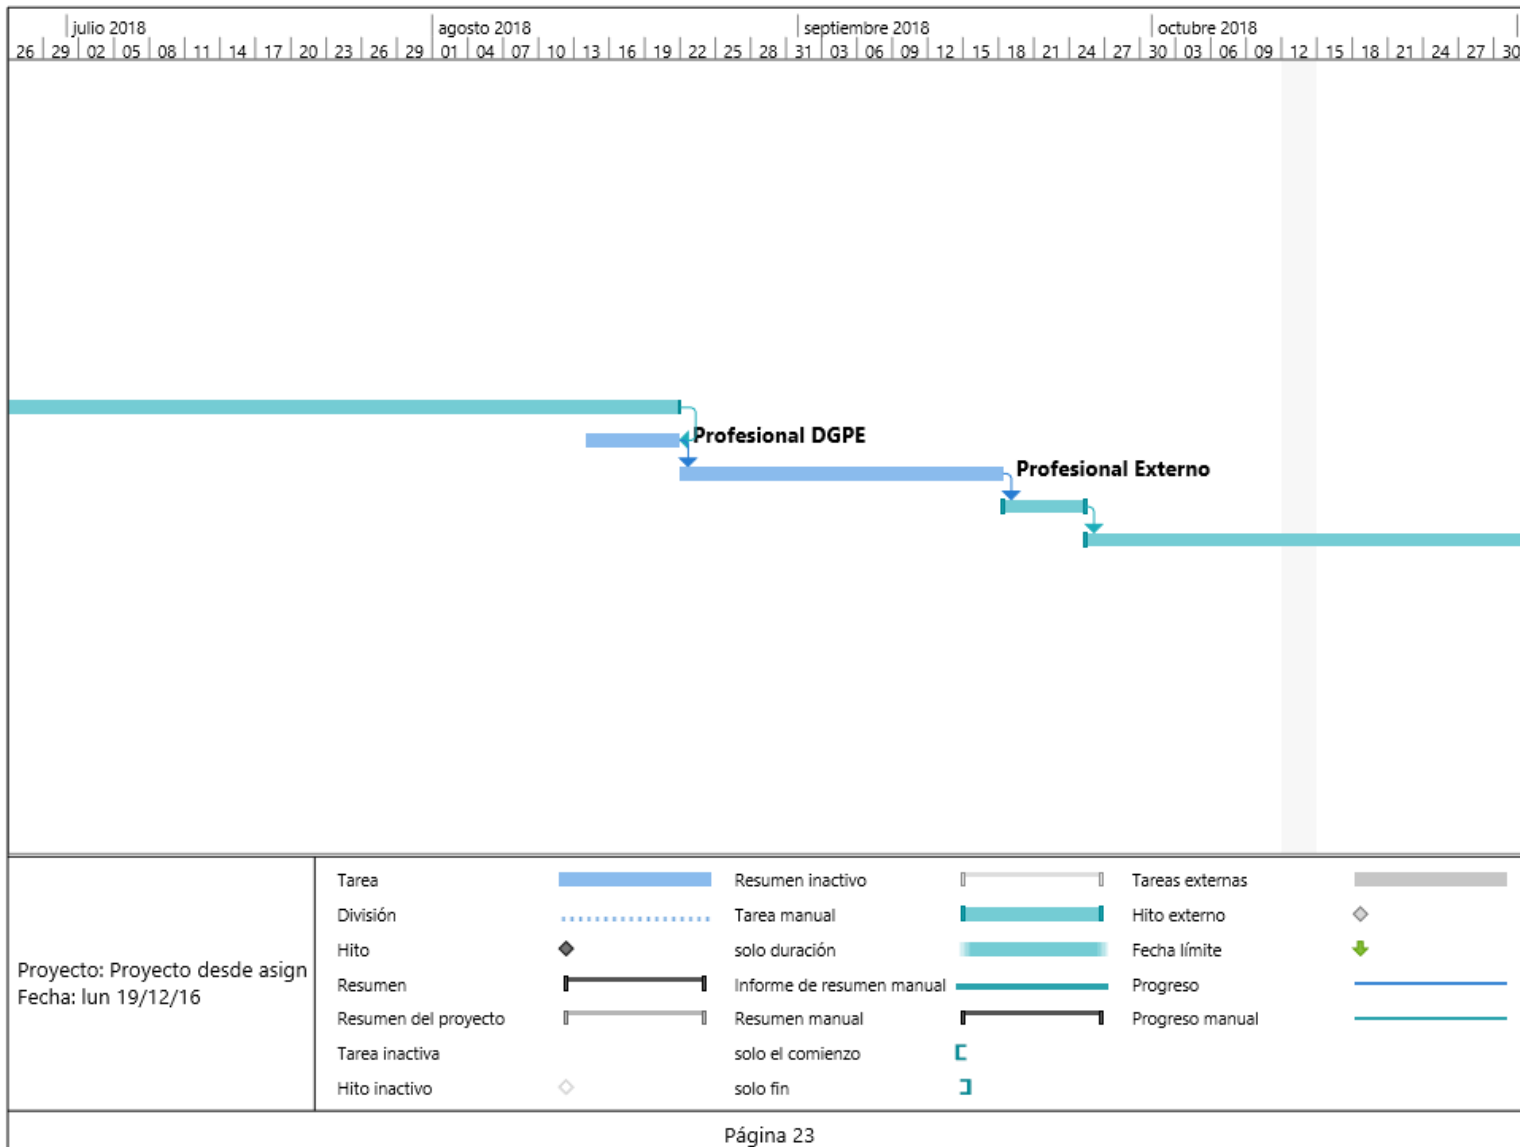 julio 2018 agosto 2018 septiembre 2018 octubre 2018
26 29 02 05 08 11 14 17 20 23 26 29 01 04 07 10 13 16 19 22 25 28 31 03 06 09 12 15 18 21 24 27 30 03 06 09 12 15 18 21 24 27 30
Profesional DGPE
Profesional Externo
Proyecto: Proyecto desde asign
Fecha: lun 19/12/16
Tarea
División
Hito
Resumen
Resumen del proyecto
Tarea inactiva
Hito inactivo
Resumen inactivo
Tarea manual
solo duración
Informe de resumen manual
Resumen manual
solo el comienzo
solo fin
Tareas externas
Hito externo
Fecha límite
Progreso
Progreso manual
Página 23